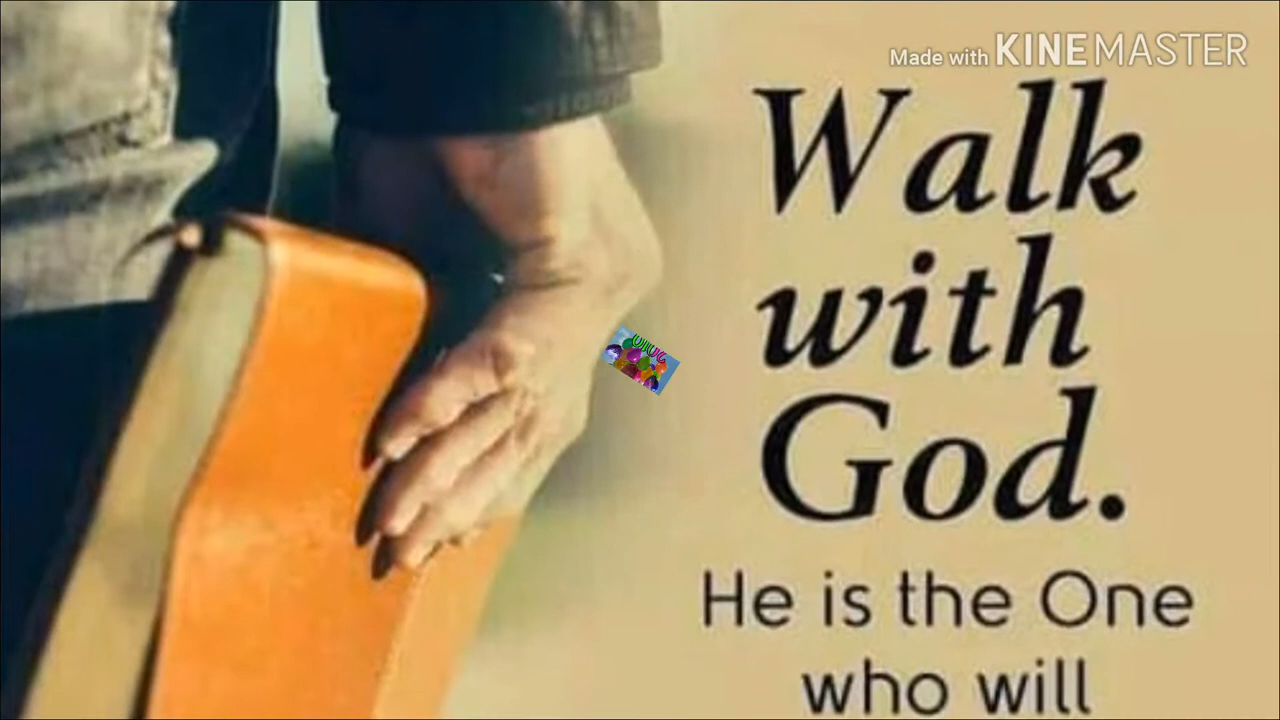 Made with KINEMASTER
Walk
with
God.
He is the One
who will